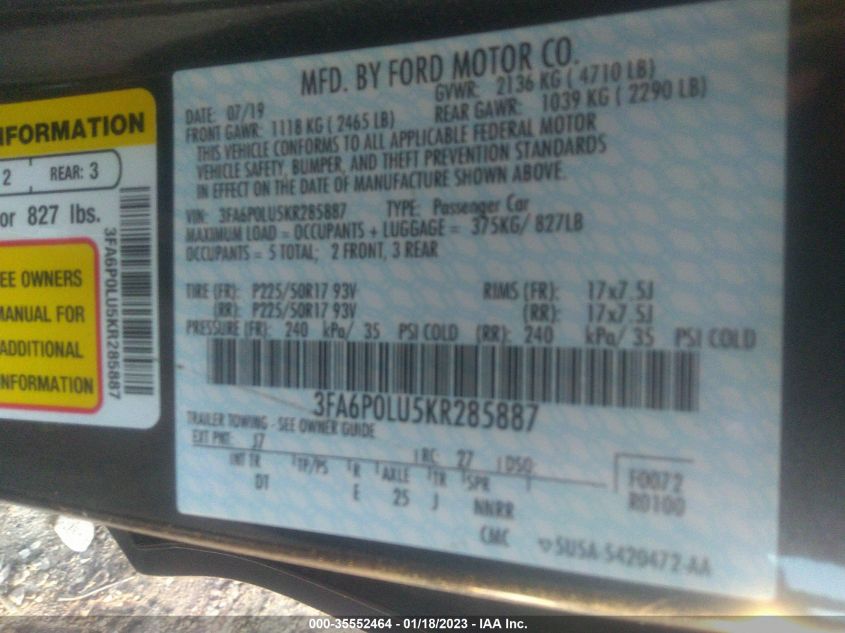 NFORMATION
2 REAR: 3
or 827 lbs.
EE OWNERS
MANUAL FOR
ADDITIONAL
NFORMATION
3FA6P0LU5KR285887
MFD. BY FORD MOTOR CO.
DATE: 07/19 GVWR: 2136 KG ( 4710 LB)
FRONT GAWR: 1118 KG ( 2465 LB) REAR GAWR: 1039 KG ( 2290 LB)
THIS VEHICLE CONFORMS TO ALL APPLICABLE FEDERAL MOTOR
VEHICLE SAFETY, BUMPER, AND THEFT PREVENTION STANDARDS
IN EFFECT ON THE DATE OF MANUFACTURE SHOWN ABOVE.
VIN: 3FA6P0LU5KR285887 TYPE: Passenger Car
MAXIMUM LOAD = OCCUPANTS + LUGGAGE = 375KG/ 827LB
OCCUPANTS = 5 TOTAL; 2 FRONT, 3 REAR
TIRE (FR): P225/50R17 93V RIMS (FR): 17x7.5J
(RR): P225/50R17 93V (RR): 17x7.5J
PRESSURE (FR): 240 kPa/ 35 PSI COLD (RR): 240 kPa/ 35 PSI COLD
3FA6P0LU5KR285887
TRAILER TOWING - SEE OWNER GUIDE
EXT PNT: J7 RC: 27 DSO:
INT TR TP/PS R AXLE TR SPR
DT E 25 J NNRR
F0072
R0100
CMC 5U5A-5420472-AA
000-35552464 - 01/18/2023 - IAA Inc.